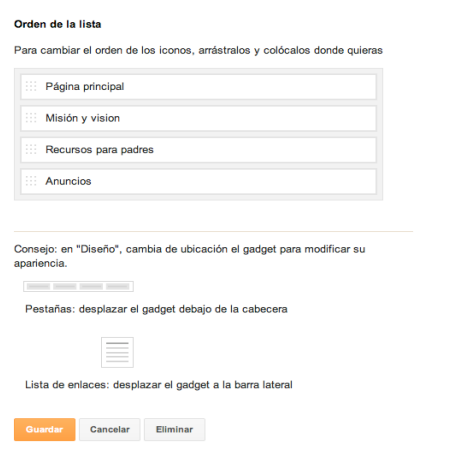 Orden de la lista
Para cambiar el orden de los iconos, arrástralos y colócalos donde quieras
Página principal
Misión y vision
Recursos para padres
Anuncios
Consejo: en "Diseño", cambia de ubicación el gadget para modificar su
apariencia.
Pestañas: desplazar el gadget debajo de la cabecera
Lista de enlaces: desplazar el gadget a la barra lateral
Guardar Cancelar Eliminar